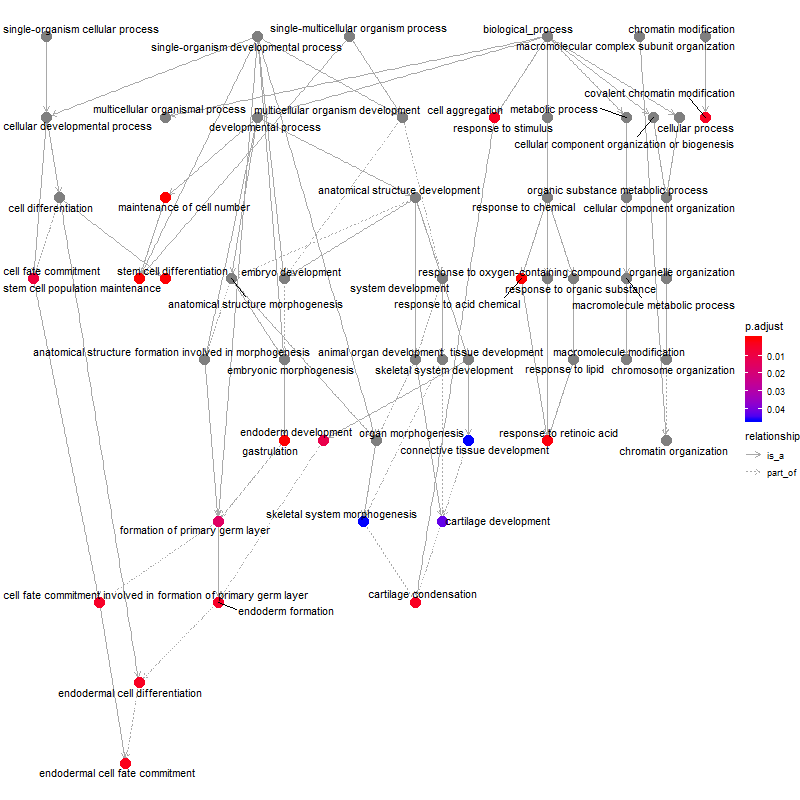 single-organism cellular process
single-multicellular organism process
biological_process
chromatin modification
single-organism developmental process
macromolecular complex subunit organization
covalent chromatin modification
multicellular organismal process
multicellular organism development
cell aggregation
metabolic process
cellular developmental process
developmental process
response to stimulus
cellular process
cellular component organization or biogenesis
anatomical structure development
organic substance metabolic process
cell differentiation
maintenance of cell number
response to chemical
cellular component organization
cell fate commitment
stem cell differentiation
embryo development
response to oxygen-containing compound
organelle organization
stem cell population maintenance
system development
response to organic substance
anatomical structure morphogenesis
response to acid chemical
macromolecule metabolic process
p.adjust
0.01
0.02
0.03
0.04
anatomical structure formation involved in morphogenesis
animal organ development
tissue development
macromolecule modification
embryonic morphogenesis
skeletal system development
response to lipid
chromosome organization
endoderm development
organ morphogenesis
response to retinoic acid
relationship
is_a
part_of
gastrulation
connective tissue development
chromatin organization
skeletal system morphogenesis
cartilage development
formation of primary germ layer
cell fate commitment involved in formation of primary germ layer
cartilage condensation
endoderm formation
endodermal cell differentiation
endodermal cell fate commitment